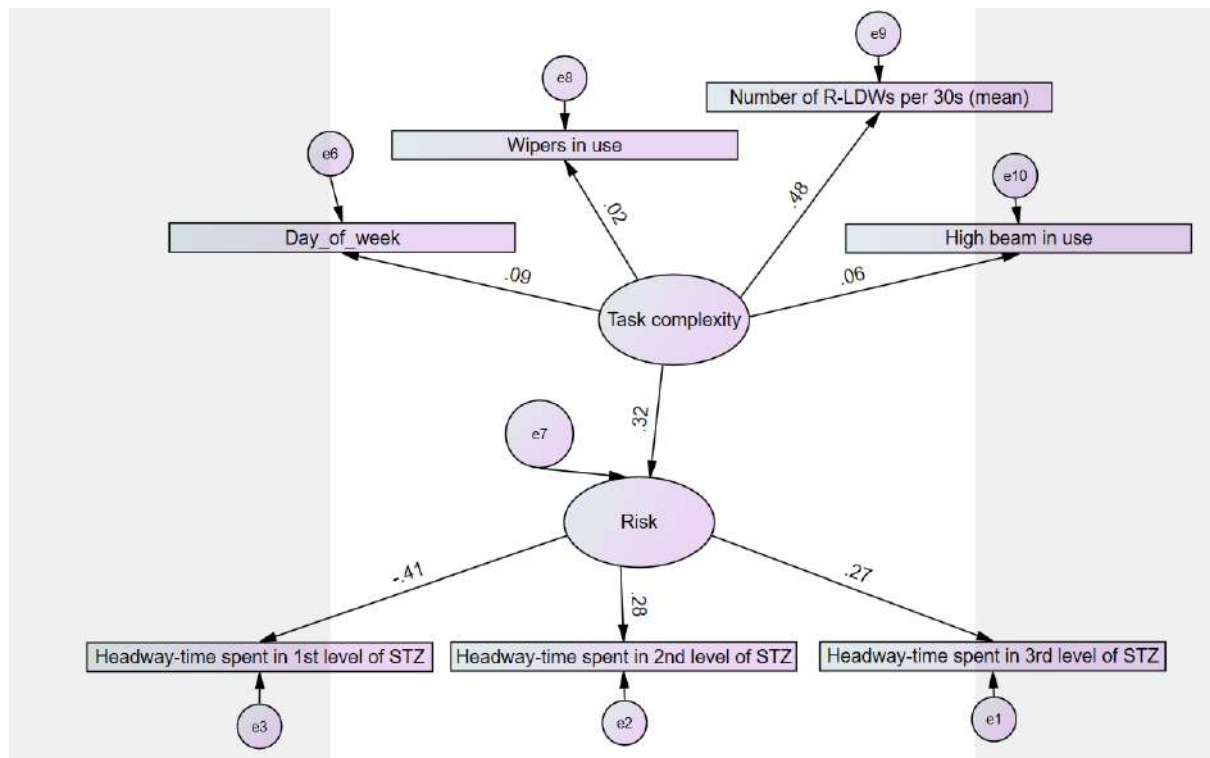 e9
e8
Number of R-LDWs per 30s (mean)
Wipers in use
e6
e10
.02
.48
Day_of_week
High beam in use
.09
.06
Task complexity
.32
e7
Risk
-.41
.28
.27
Headway-time spent in 1st level of STZ
Headway-time spent in 2nd level of STZ
Headway-time spent in 3rd level of STZ
e3
e2
e1